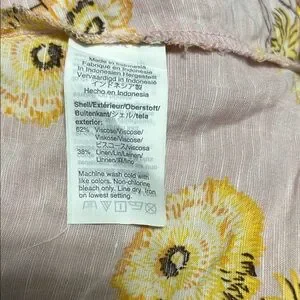 Made in Indonesia
Fabriqué en Indonésie
In Indonesien Hergestellt
Vervaardigd in Indonesië
インドネシア製
Hecho en Indonesia
Shell/Extérieur/Oberstoff/
Buitenkant/シェル/tela
exterior:
62% Viscose/Viscose/
Viskose/Viscose/
ビスコース/Viscosa
38% Linen/Lin/Leinen/
Linnen/麻/lino
Machine wash cold with
like colors. Non-chlorine
bleach only. Line dry. Iron
on lowest setting.